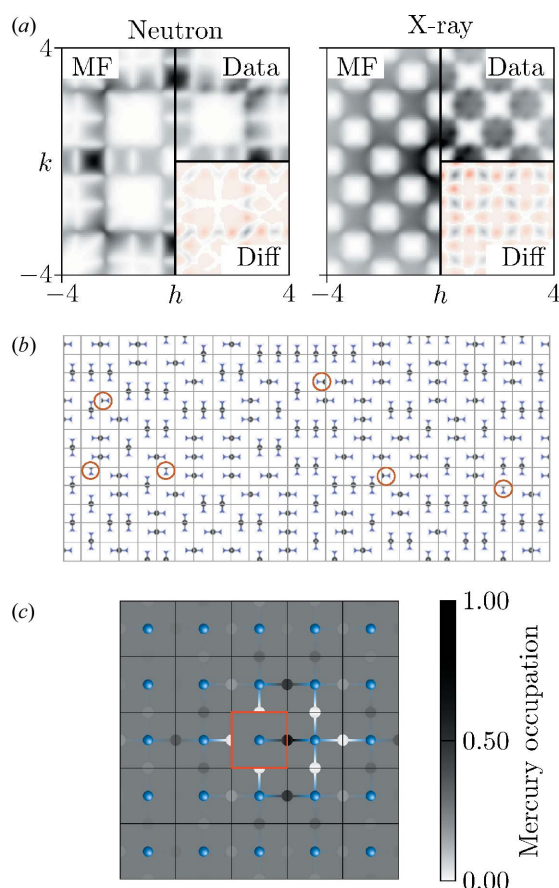 (a)
Neutron
X-ray
4
MF
Data
MF
Data
k
Diff
Diff
−4
−4
h
4
−4
h
4
(b)
(c)
1.00
0.50
0.00
Mercury occupation